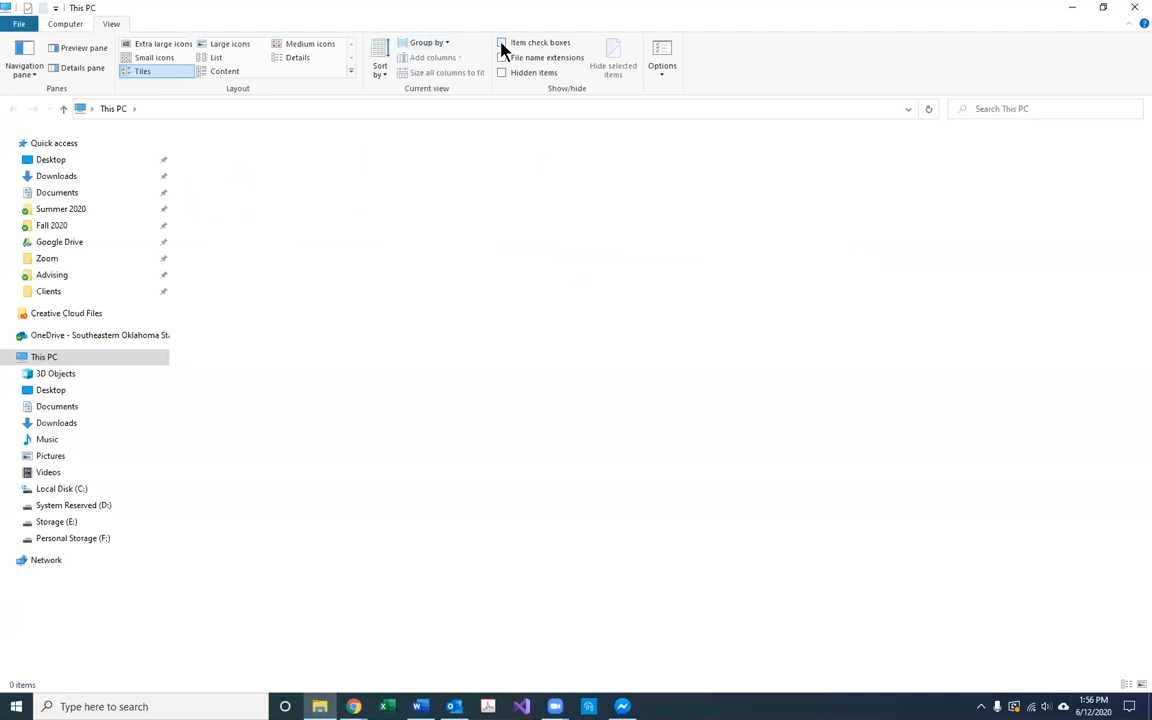 This PC
File
Computer
View
Navigation pane
Preview pane
Details pane
Panes
Extra large icons
Large icons
Medium icons
Small icons
List
Details
Tiles
Content
Layout
Sort by
Group by
Add columns
Size all columns to fit
Current view
Item check boxes
File name extensions
Hidden items
Hide selected items
Show/hide
Options
This PC
Search This PC
Quick access
Desktop
Downloads
Documents
Summer 2020
Fall 2020
Google Drive
Zoom
Advising
Clients
Creative Cloud Files
OneDrive - Southeastern Oklahoma Sta
This PC
3D Objects
Desktop
Documents
Downloads
Music
Pictures
Videos
Local Disk (C:)
System Reserved (D:)
Storage (E:)
Personal Storage (F:)
Network
0 items
Type here to search
1:56 PM
6/12/2020